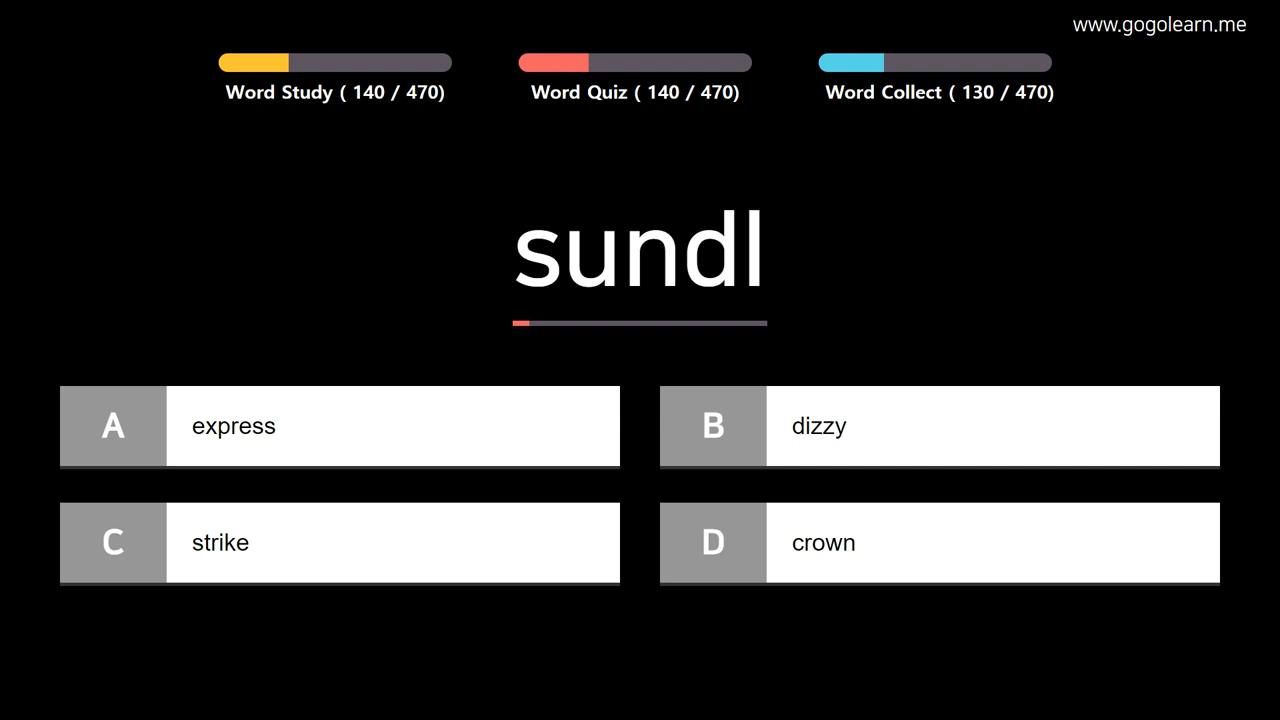 www.gogolearn.me
Word Study ( 140 / 470)
Word Quiz ( 140 / 470)
Word Collect ( 130 / 470)
sundl
A
express
B
dizzy
C
strike
D
crown